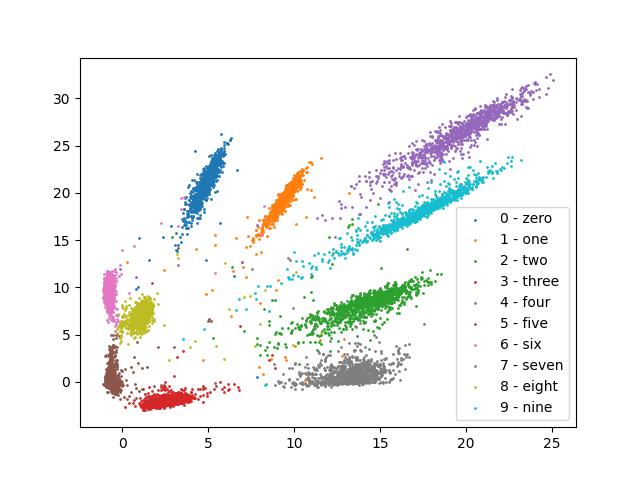 30
25
20
15
10
5
0
0 - zero
1 - one
2 - two
3 - three
4 - four
5 - five
6 - six
7 - seven
8 - eight
9 - nine
0 5 10 15 20 25